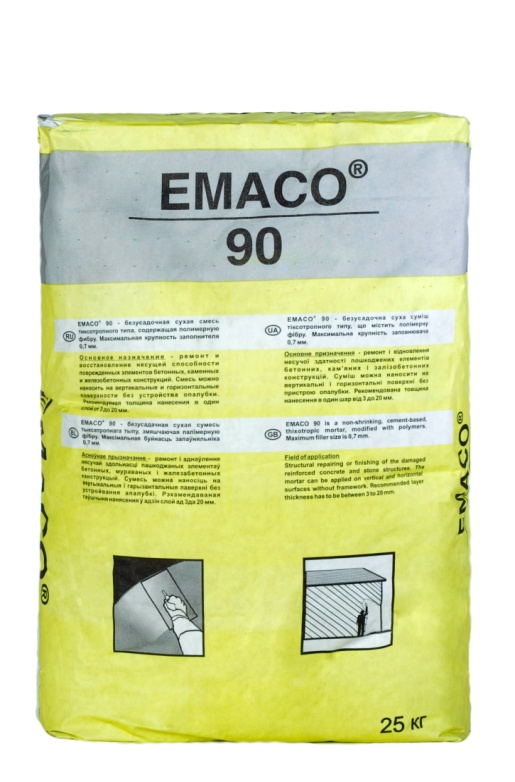 EMACO®
90
RU
EMACO® 90 - безусадочная сухая смесь
тиксотропного типа, содержащая полимерную
фибру. Максимальная крупность заполнителя
0,7 мм.
Основное назначение - ремонт и
восстановление несущей способности
поврежденных элементов бетонных, каменных
и железобетонных конструкций. Смесь можно
наносить на вертикальные и горизонтальные
поверхности без устройства опалубки.
Рекомендуемая толщина нанесения в один
слой от 2 до 20 мм.
UA
EMACO® 90 - безусадочна суха суміш
тіксотропного типу, що містить полімерну
фібру. Максимальна крупність заповнювача
0,7 мм.
Основне призначення - ремонт і відновлення
несучої здатності пошкоджених елементів
бетонних, кам'яних і залізобетонних
конструкцій. Суміш можна наносити на
вертикальні і горизонтальні поверхні без
пристрою опалубки. Рекомендована товщина
нанесення в один шар від 3 до 20 мм.
BL
EMACO® 90 - безусадачная сухая сумесь
тыксатропнага тыпа, змяшчаючая палімерную
фібру. Максімальная буйнасць запаўняльніка
0,7 мм.
Асноўнае прызначэнне - рамонт і аднаўленне
несучай здольнасці пашкоджаных элементаў
бетонных, мураваных і жалезабетонных
канструкцый. Сумесь можна наносіць на
вертыкальныя і гарызантальныя паверхні без
устройвання апалубкі. Рэкамендаваная
таўшчыня нанясення ў адзін слой ад 3 да 20 мм.
GB
EMACO 90 is a non-shrinking, cement-based,
thixotropic mortar, modified with polymers.
Maximum filler size is 0,7 mm.
Field of application
Structural repairing or finishing of the damaged
reinforced concrete and stone structures. The
mortar can be applied on vertical and horizontal
surfaces without framework. Recommended layer
thickness has to be between 3 to 20 mm.
EMACO®
25 кг